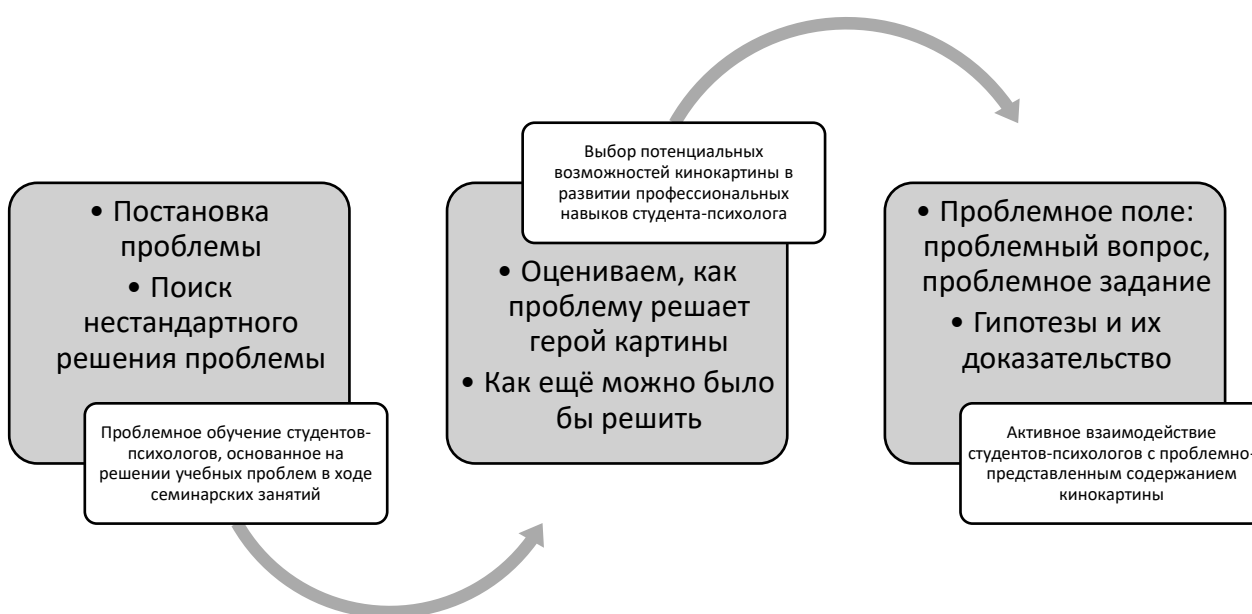 • Постановка
проблемы
• Поиск
нестандартного
решения проблемы
Проблемное обучение студентов-
психологов, основанное на
решении учебных проблем в ходе
семинарских занятий
Выбор потенциальных
возможностей кинокартины в
развитии профессиональных
навыков студента-психолога
• Оцениваем, как
проблему решает
герой картины
• Как ещё можно было
бы решить
• Проблемное поле:
проблемный вопрос,
проблемное задание
• Гипотезы и их
доказательство
Активное взаимодействие
студентов-психологов с проблемно-
представленным содержанием
кинокартины